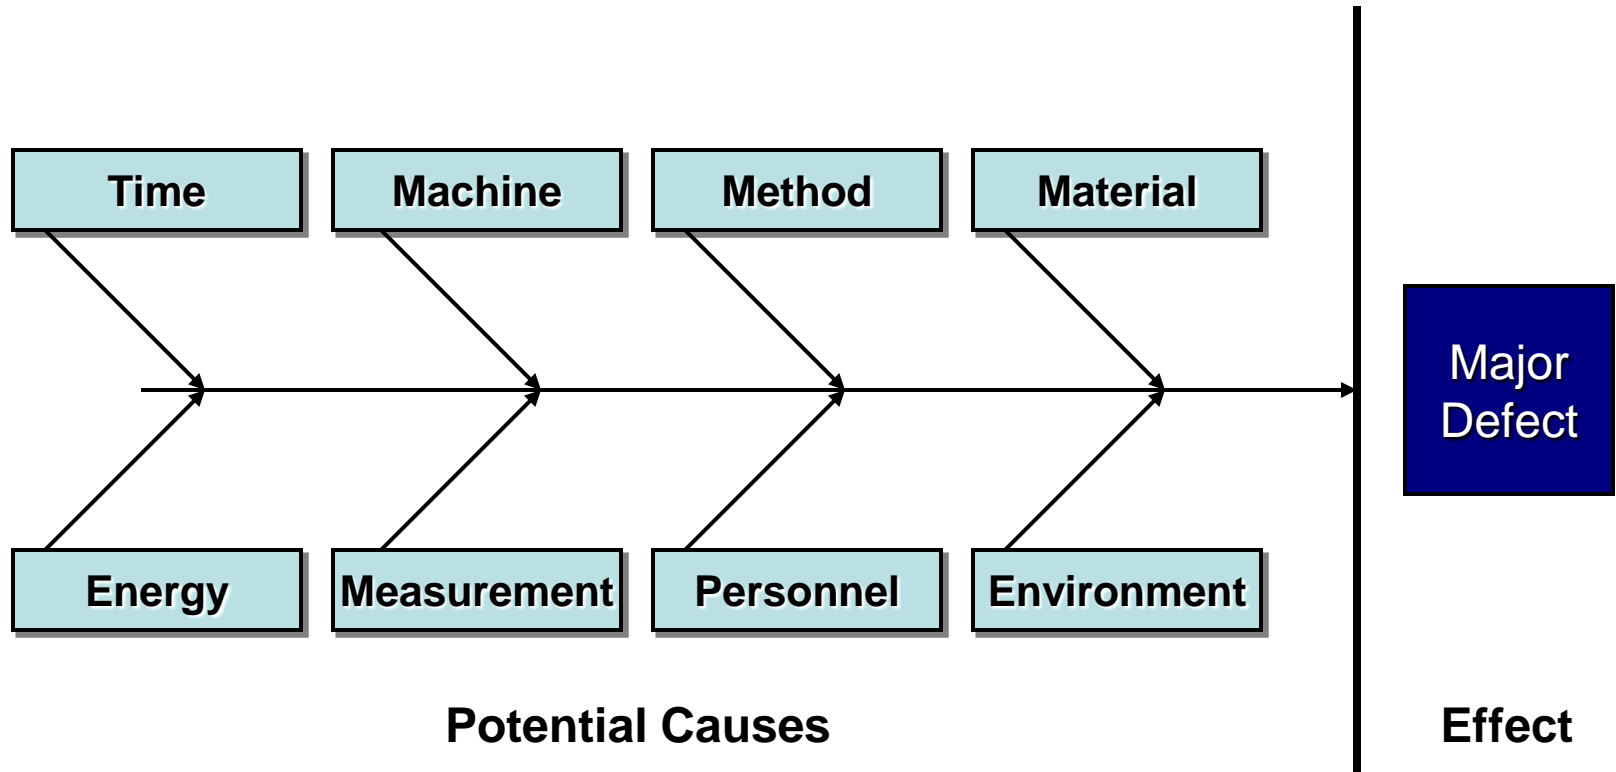 Time
Machine
Method
Material
Major
Defect
Energy
Measurement
Personnel
Environment
Potential Causes
Effect